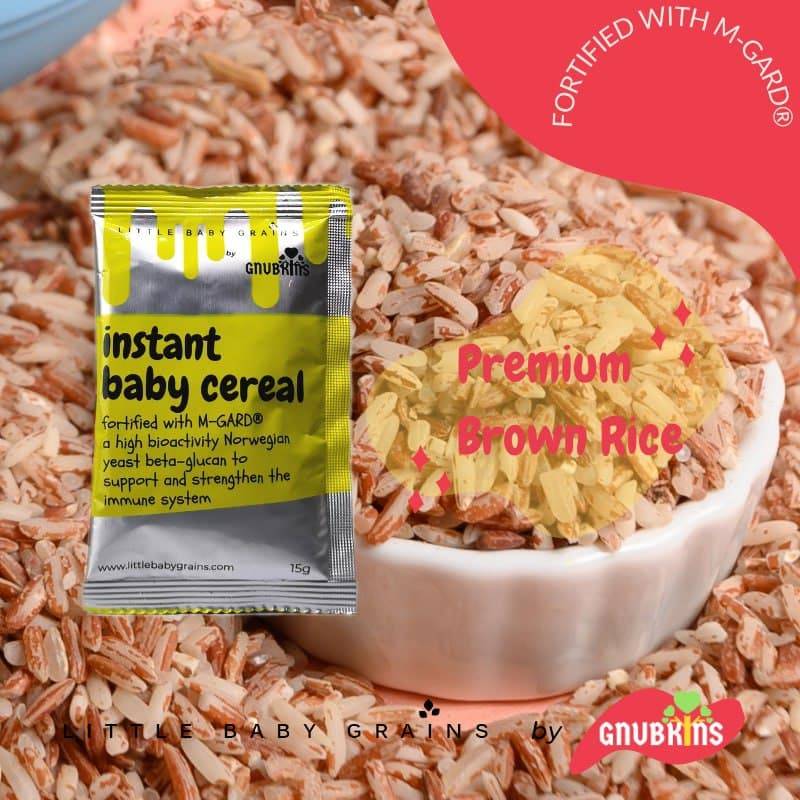 FORTIFIED WITH M-GARD®
LITTLE BABY GRAINS
by
GNUBKINS
instant
baby cereal
fortified with M-GARD®
a high bioactivity Norwegian
yeast beta-glucan to
support and strengthen the
immune system
www.littlebabygrains.com 15g
Premium
Brown Rice
LITTLE BABY GRAINS by GNUBKINS